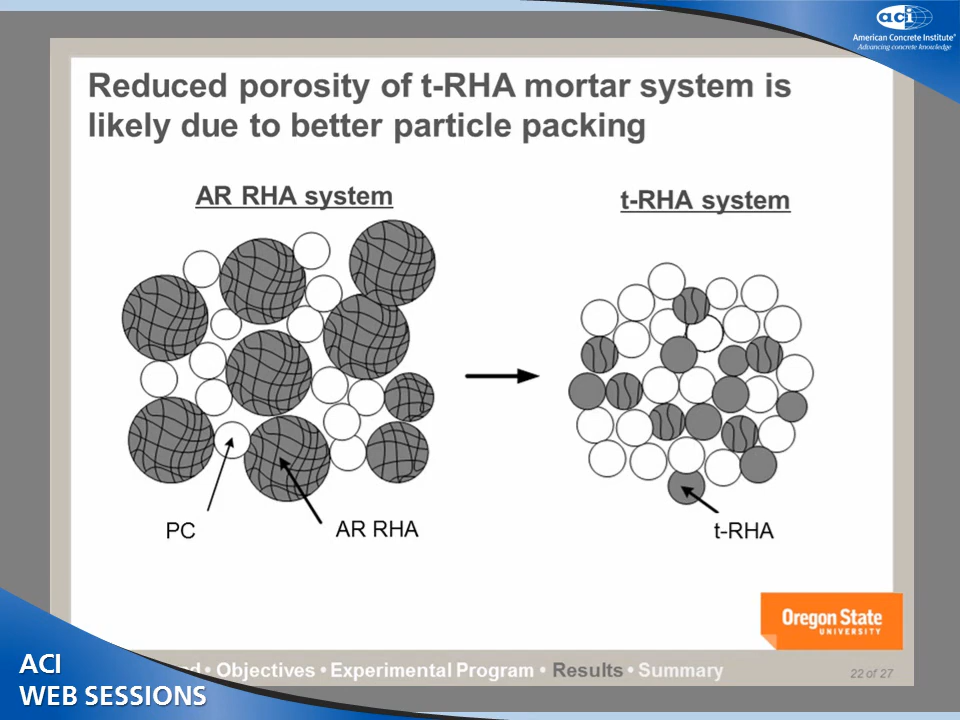 aci
American Concrete Institute®
Advancing concrete knowledge
Reduced porosity of t-RHA mortar system is
likely due to better particle packing
AR RHA system
t-RHA system
PC
AR RHA
t-RHA
Oregon State
UNIVERSITY
• Objectives • Experimental Program • Results • Summary
22 of 27
ACI
WEB SESSIONS